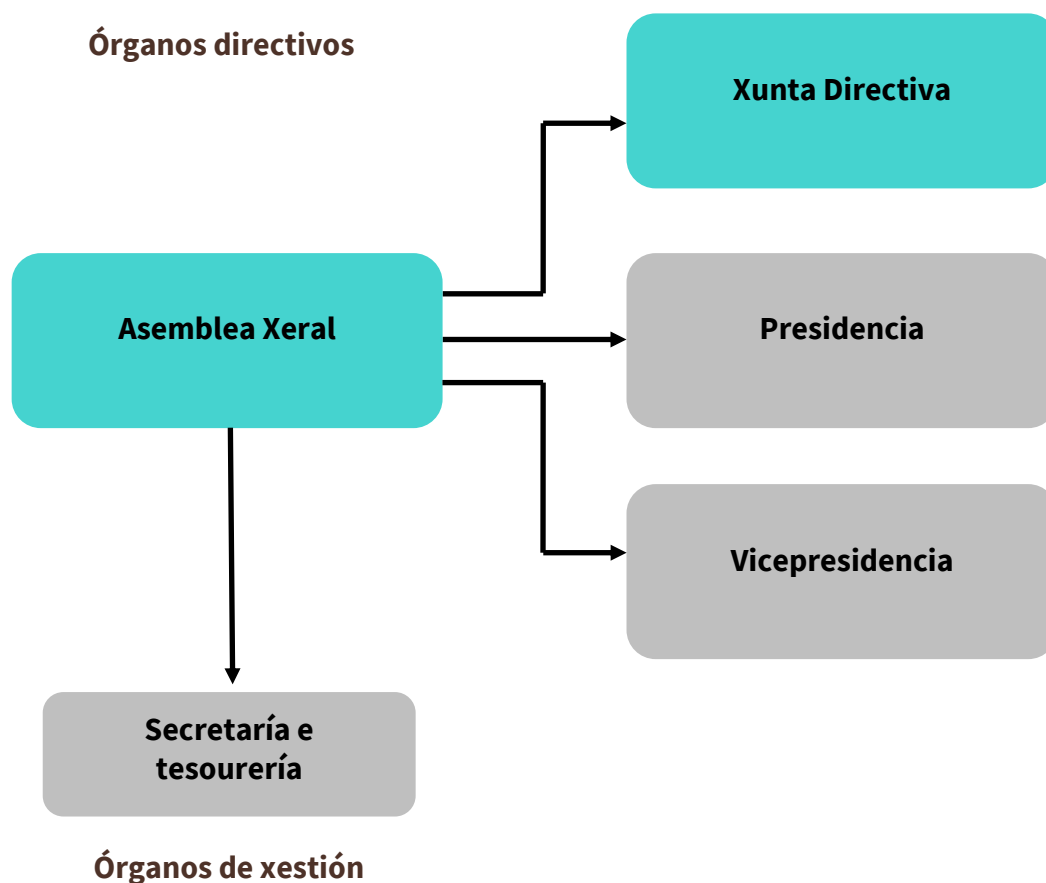 Órganos directivos
Xunta Directiva
Asemblea Xeral
Presidencia
Vicepresidencia
Secretaría e
tesourería
Órganos de xestión